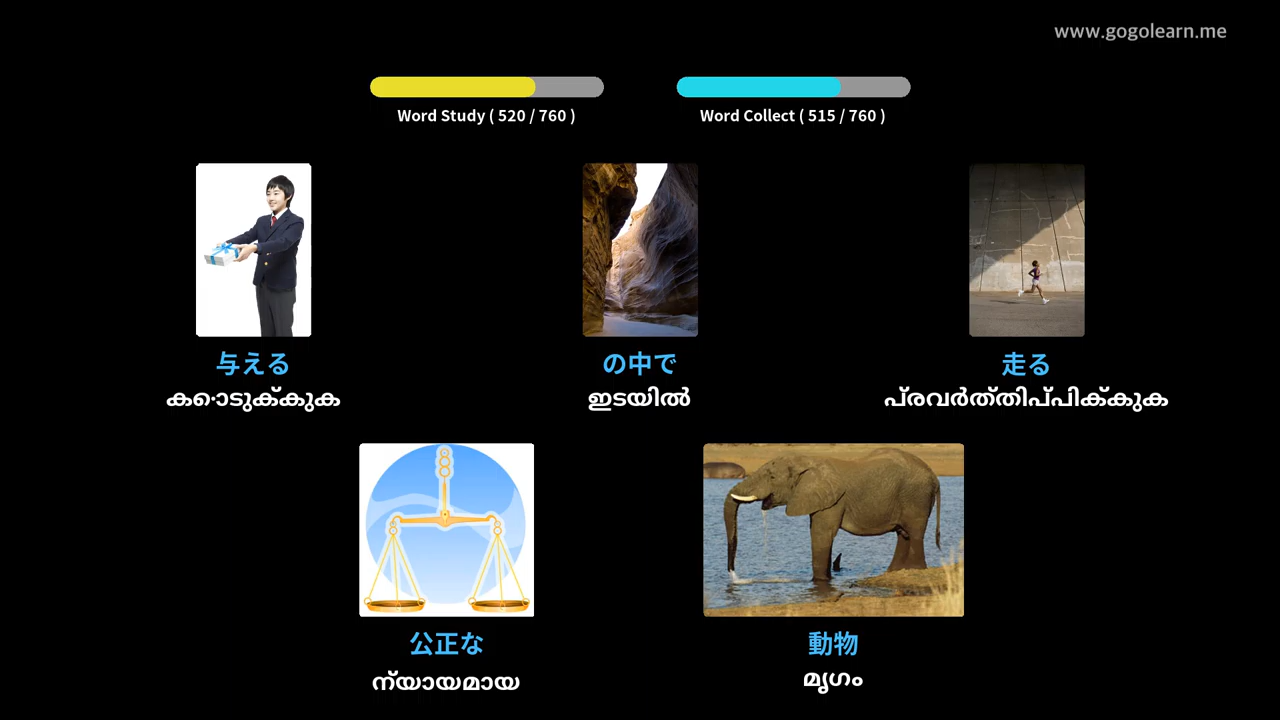 www.gogolearn.me
Word Study ( 520 / 760 )
Word Collect ( 515 / 760 )
与える
കൊടുക്കുക
の中で
ഇടയിൽ
走る
പ്രവർത്തിപ്പിക്കുക
公正な
ന്യായമായ
動物
മൃഗം